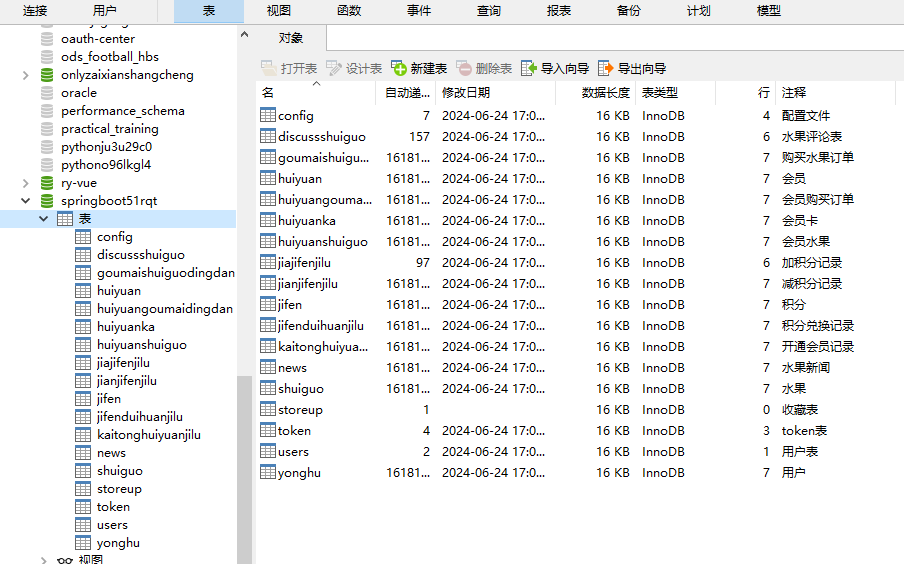 连接 用户 表 视图 函数 事件 查询 报表 备份 计划 模型
oauth-center
ods_football_hbs
onlyzaixianshangcheng
oracle
performance_schema
practical_training
pythonju3u29c0
pythono96lkgl4
ry-vue
springboot51rqt
表
config
discussshuiguo
goumaishuiguodingdan
huiyuan
huiyuangoumaidingdan
huiyuanka
huiyuanshuiguo
jiajifenjilu
jianjifenjilu
jifen
jifenduihuanjilu
kaitonghuiyuanjilu
news
shuiguo
storeup
token
users
yonghu
视图
对象
打开表 设计表 新建表 删除表 导入向导 导出向导
名 自动递... 修改日期 数据长度 表类型 行 注释
config 7 2024-06-24 17:0... 16 KB InnoDB 4 配置文件
discussshuiguo 157 2024-06-24 17:0... 16 KB InnoDB 6 水果评论表
goumaishuigu... 16181... 2024-06-24 17:0... 16 KB InnoDB 7 购买水果订单
huiyuan 16181... 2024-06-24 17:0... 16 KB InnoDB 7 会员
huiyuangouma... 16181... 2024-06-24 17:0... 16 KB InnoDB 7 会员购买订单
huiyuanka 16181... 2024-06-24 17:0... 16 KB InnoDB 7 会员卡
huiyuanshuiguo 16181... 2024-06-24 17:0... 16 KB InnoDB 7 会员水果
jiajifenjilu 97 2024-06-24 17:0... 16 KB InnoDB 6 加积分记录
jianjifenjilu 16181... 2024-06-24 17:0... 16 KB InnoDB 7 减积分记录
jifen 16181... 2024-06-24 17:0... 16 KB InnoDB 7 积分
jifenduihuanjilu 16181... 2024-06-24 17:0... 16 KB InnoDB 7 积分兑换记录
kaitonghuiyua... 16181... 2024-06-24 17:0... 16 KB InnoDB 7 开通会员记录
news 16181... 2024-06-24 17:0... 16 KB InnoDB 7 水果新闻
shuiguo 16181... 2024-06-24 17:0... 16 KB InnoDB 7 水果
storeup 1 16 KB InnoDB 0 收藏表
token 4 2024-06-24 17:0... 16 KB InnoDB 3 token表
users 2 2024-06-24 17:0... 16 KB InnoDB 1 用户表
yonghu 16181... 2024-06-24 17:0... 16 KB InnoDB 7 用户